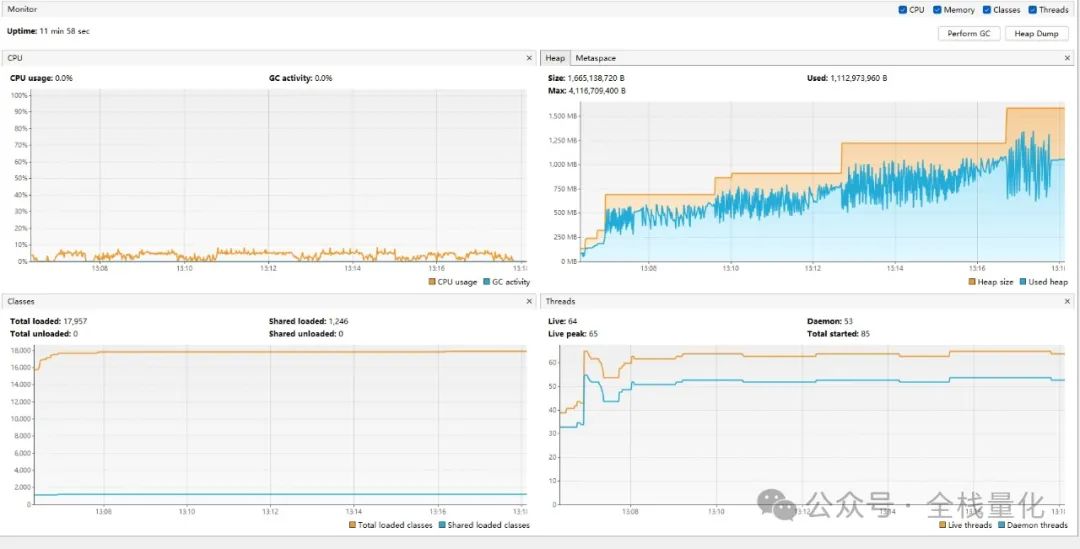 Monitor
CPU Memory Classes Threads
Uptime: 11 min 58 sec
Perform GC Heap Dump
CPU
CPU usage: 0.0% GC activity: 0.0%
100%
90%
80%
70%
60%
50%
40%
30%
20%
10%
0%
13:08 13:10 13:12 13:14 13:16 13:18
CPU usage GC activity
Heap Metaspace
Size: 1,665,138,720 B Used: 1,112,973,960 B
Max: 4,116,709,400 B
1,500 MB
1,250 MB
1,000 MB
750 MB
500 MB
250 MB
0 MB
13:08 13:10 13:12 13:14 13:16 13:18
Heap size Used heap
Classes
Total loaded: 17,957 Shared loaded: 1,246
Total unloaded: 0 Shared unloaded: 0
18,000
16,000
14,000
12,000
10,000
8,000
6,000
4,000
2,000
0
13:08 13:10 13:12 13:14 13:16 13:18
Total loaded classes Shared loaded classes
Threads
Live: 64 Daemon: 53
Live peak: 65 Total started: 85
60
50
40
30
20
10
0
13:08 13:10 13:12 13:14 13:16 13:18
Live threads Daemon threads
公众号 · 全栈量化